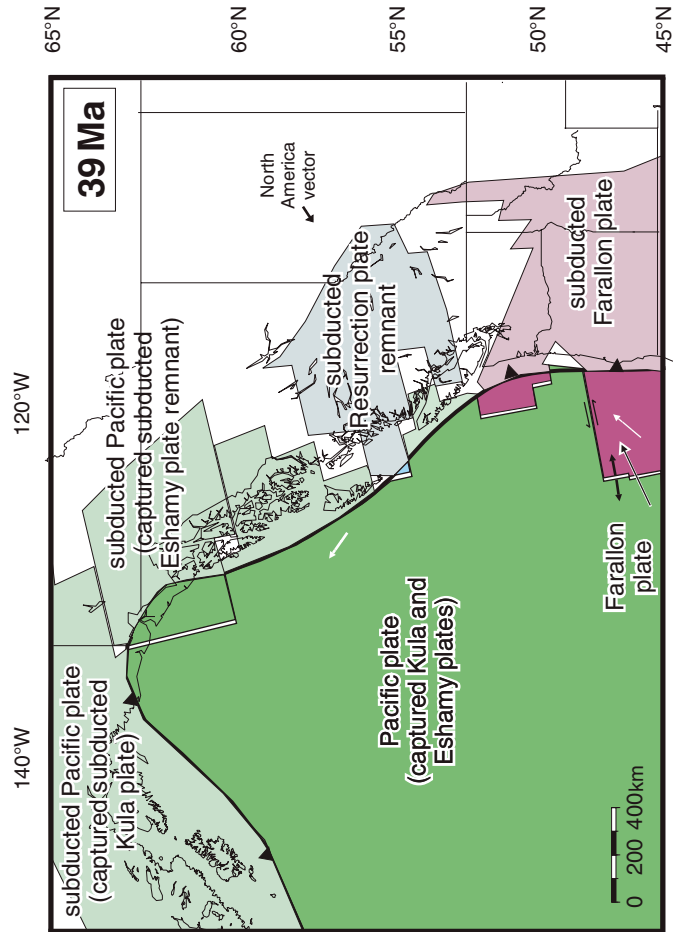 39 Ma
65°N
60°N
55°N
50°N
45°N
140°W
120°W
North
America
vector
subducted Pacific plate
(captured subducted
Kula plate)
subducted Pacific plate
(captured subducted
Eshamy plate remnant)
subducted
Resurrection plate
remnant
subducted
Farallon plate
Pacific plate
(captured Kula and
Eshamy plates)
Farallon
plate
0 200 400km